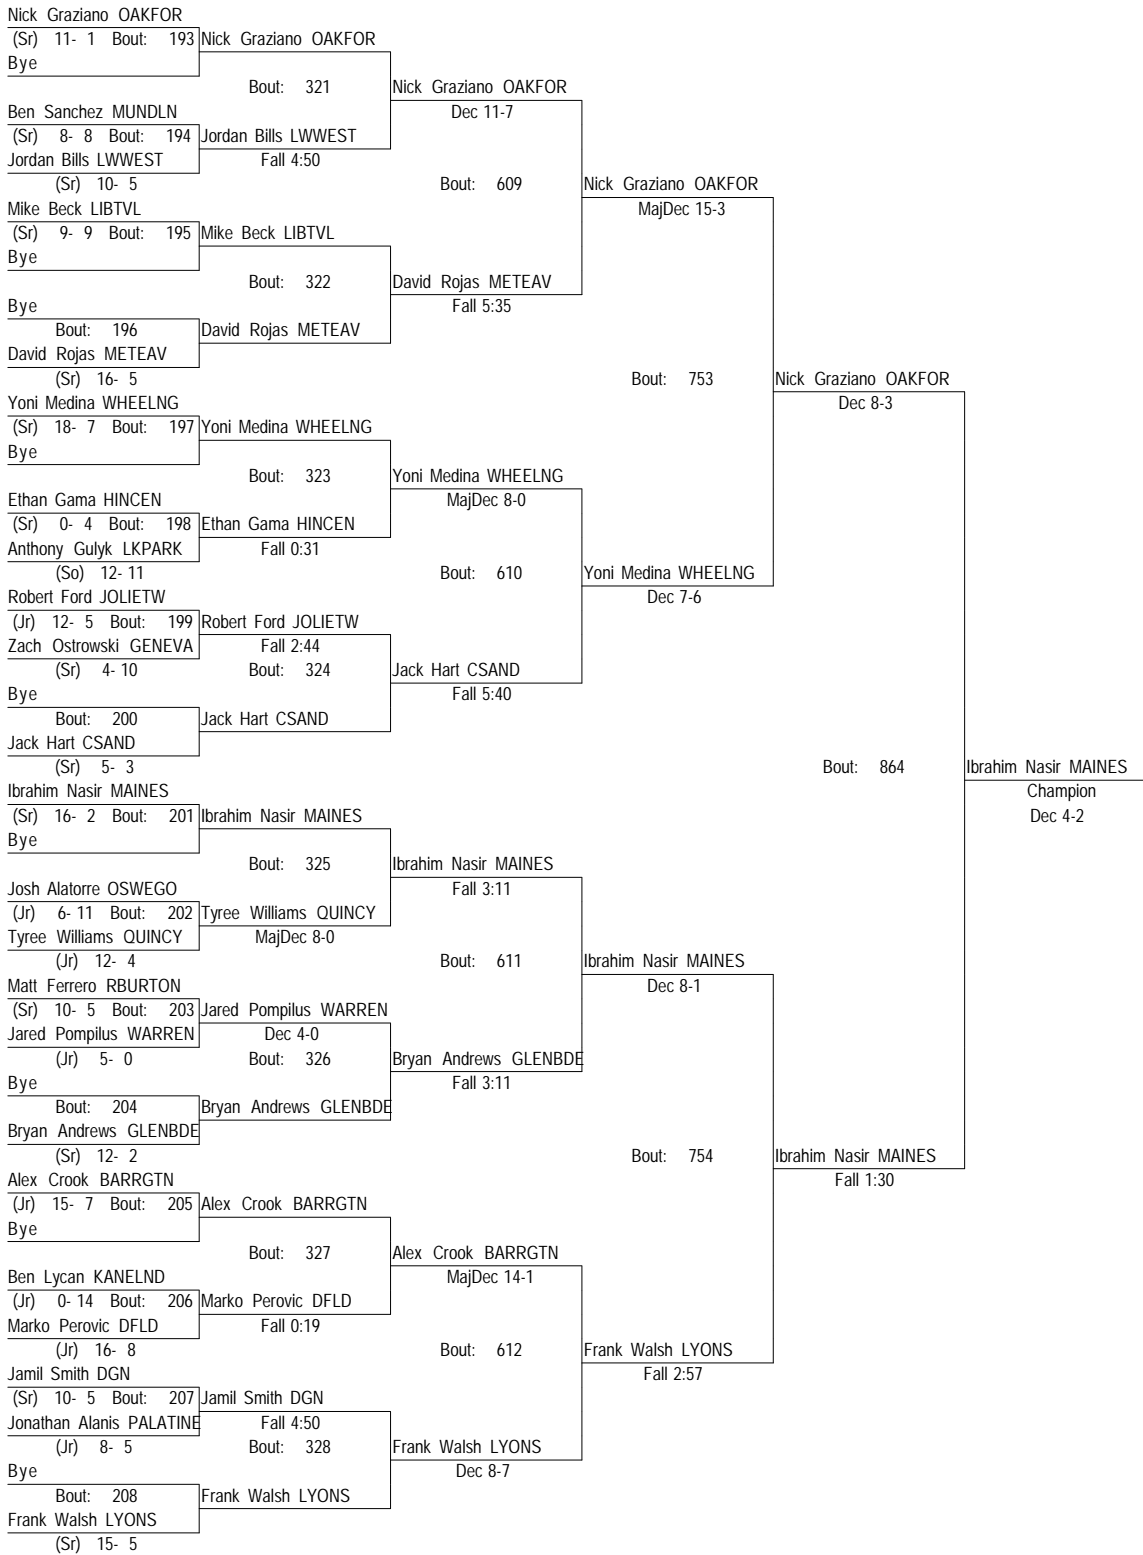 Nick Graziano OAKFOR
(Sr) 11- 1 Bout: 193 Nick Graziano OAKFOR
Bye
Bout: 321 Nick Graziano OAKFOR
Ben Sanchez MUNDLN Dec 11-7
(Sr) 8- 8 Bout: 194 Jordan Bills LWWEST
Jordan Bills LWWEST Fall 4:50
(Sr) 10- 5 Bout: 609 Nick Graziano OAKFOR
Mike Beck LIBTVL MajDec 15-3
(Sr) 9- 9 Bout: 195 Mike Beck LIBTVL
Bye
Bout: 322 David Rojas METEAV
Bye Fall 5:35
Bout: 196 David Rojas METEAV
David Rojas METEAV
(Sr) 16- 5 Bout: 753 Nick Graziano OAKFOR
Yoni Medina WHEELNG Dec 8-3
(Sr) 18- 7 Bout: 197 Yoni Medina WHEELNG
Bye
Bout: 323 Yoni Medina WHEELNG
Ethan Gama HINCEN MajDec 8-0
(Sr) 0- 4 Bout: 198 Ethan Gama HINCEN
Anthony Gulyk LKPARK Fall 0:31
(So) 12- 11 Bout: 610 Yoni Medina WHEELNG
Robert Ford JOLIETW Dec 7-6
(Jr) 12- 5 Bout: 199 Robert Ford JOLIETW
Zach Ostrowski GENEVA Fall 2:44
(Sr) 4- 10 Bout: 324 Jack Hart CSAND
Bye Fall 5:40
Bout: 200 Jack Hart CSAND
Jack Hart CSAND
(Sr) 5- 3 Bout: 864 Ibrahim Nasir MAINES
Ibrahim Nasir MAINES Champion
(Sr) 16- 2 Bout: 201 Ibrahim Nasir MAINES Dec 4-2
Bye
Bout: 325 Ibrahim Nasir MAINES
Josh Alatorre OSWEGO Fall 3:11
(Jr) 6- 11 Bout: 202 Tyree Williams QUINCY
Tyree Williams QUINCY MajDec 8-0
(Jr) 12- 4 Bout: 611 Ibrahim Nasir MAINES
Matt Ferrero RBURTON Dec 8-1
(Sr) 10- 5 Bout: 203 Jared Pompilus WARREN
Jared Pompilus WARREN Dec 4-0
(Jr) 5- 0 Bout: 326 Bryan Andrews GLENBDE
Bye Fall 3:11
Bout: 204 Bryan Andrews GLENBDE
Bryan Andrews GLENBDE
(Sr) 12- 2 Bout: 754 Ibrahim Nasir MAINES
Alex Crook BARRGTN Fall 1:30
(Jr) 15- 7 Bout: 205 Alex Crook BARRGTN
Bye
Bout: 327 Alex Crook BARRGTN
Ben Lycan KANELND MajDec 14-1
(Jr) 0- 14 Bout: 206 Marko Perovic DFLD
Marko Perovic DFLD Fall 0:19
(Jr) 16- 8 Bout: 612 Frank Walsh LYONS
Jamil Smith DGN Fall 2:57
(Sr) 10- 5 Bout: 207 Jamil Smith DGN
Jonathan Alanis PALATINE Fall 4:50
(Jr) 8- 5 Bout: 328 Frank Walsh LYONS
Bye Dec 8-7
Bout: 208 Frank Walsh LYONS
Frank Walsh LYONS
(Sr) 15- 5